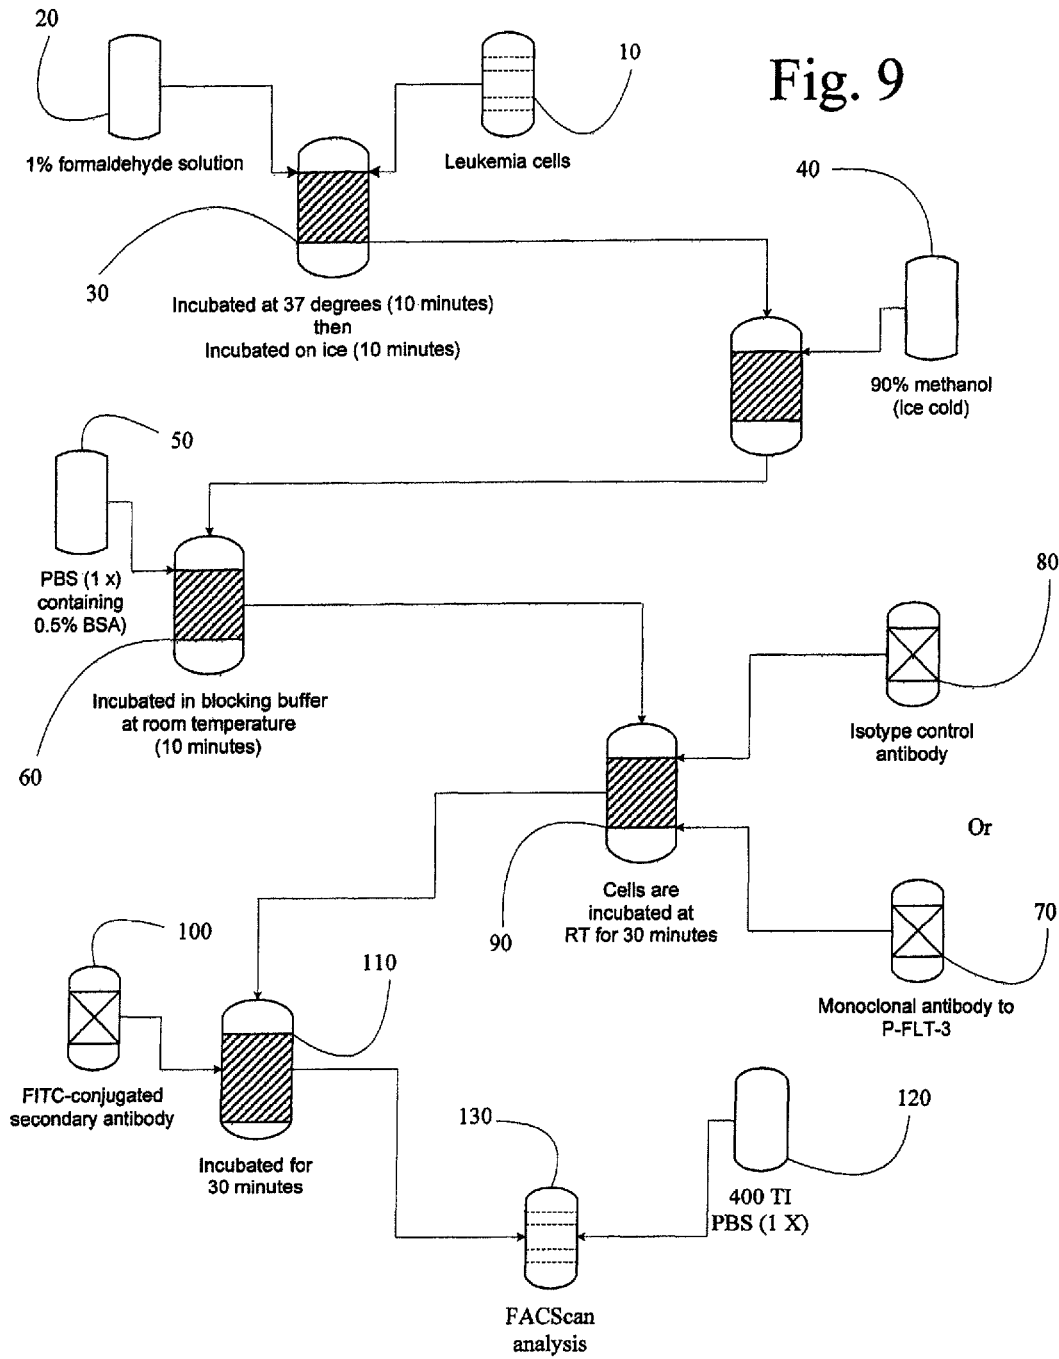 20
Fig. 9
10
1% formaldehyde solution
Leukemia cells
40
30
Incubated at 37 degrees (10 minutes)
then
Incubated on ice (10 minutes)
90% methanol
(ice cold)
50
PBS (1 x)
containing
0.5% BSA)
80
Incubated in blocking buffer
at room temperature
(10 minutes)
60
Isotype control
antibody
Or
Cells are
incubated at
RT for 30 minutes
90
70
100
110
Monoclonal antibody to
P-FLT-3
FITC-conjugated
secondary antibody
130
120
Incubated for
30 minutes
400 TI
PBS (1 X)
FACScan
analysis